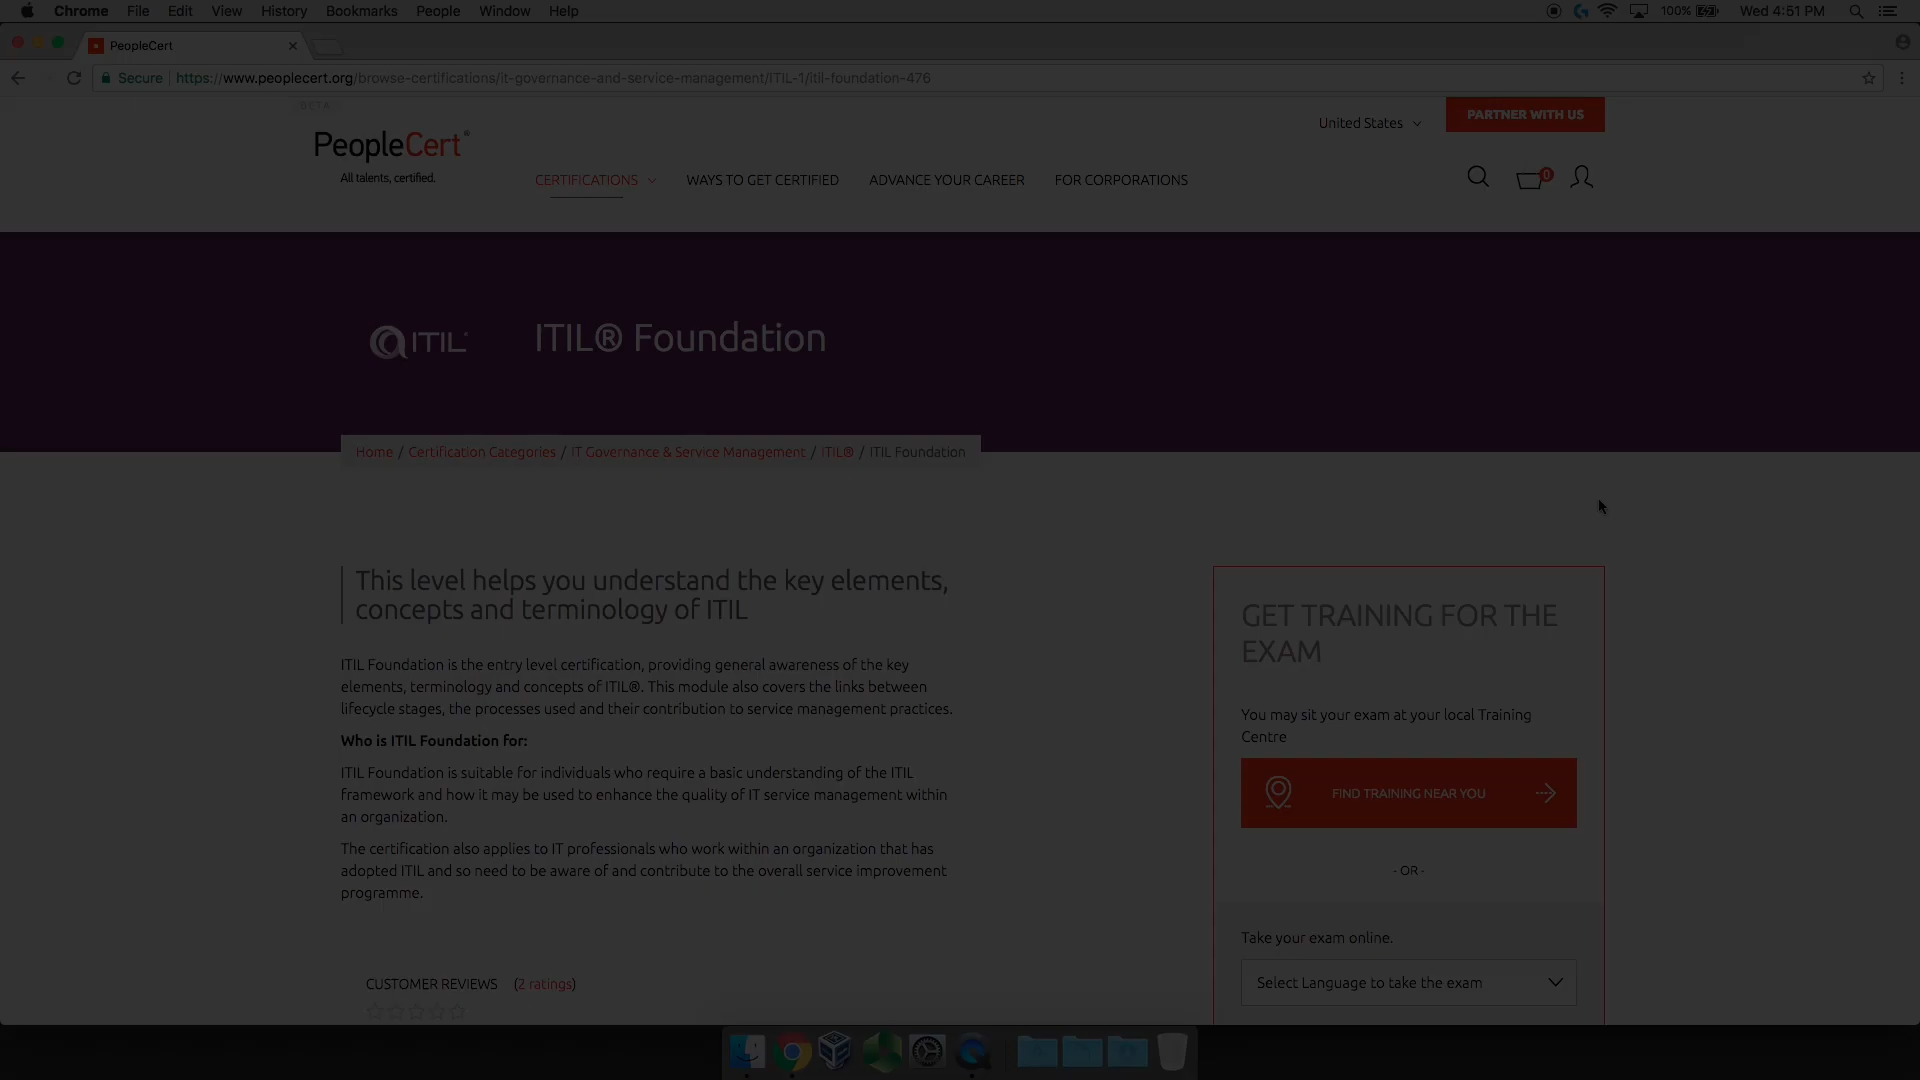 Chrome File Edit View History Bookmarks People Window Help 100% Wed 4:51 PM
PeopleCert
Secure https://www.peoplecert.org/browse-certifications/it-governance-and-service-management/ITIL-1/itil-foundation-476
BETA
United States PARTNER WITH US
PeopleCert®
All talents, certified.
CERTIFICATIONS WAYS TO GET CERTIFIED ADVANCE YOUR CAREER FOR CORPORATIONS 0
ITIL® ITIL® Foundation
Home / Certification Categories / IT Governance & Service Management / ITIL® / ITIL Foundation
This level helps you understand the key elements,
concepts and terminology of ITIL
ITIL Foundation is the entry level certification, providing general awareness of the key
elements, terminology and concepts of ITIL®. This module also covers the links between
lifecycle stages, the processes used and their contribution to service management practices.
Who is ITIL Foundation for:
ITIL Foundation is suitable for individuals who require a basic understanding of the ITIL
framework and how it may be used to enhance the quality of IT service management within
an organization.
The certification also applies to IT professionals who work within an organization that has
adopted ITIL and so need to be aware of and contribute to the overall service improvement
programme.
CUSTOMER REVIEWS (2 ratings)
GET TRAINING FOR THE
EXAM
You may sit your exam at your local Training
Centre
FIND TRAINING NEAR YOU
- OR -
Take your exam online.
Select Language to take the exam